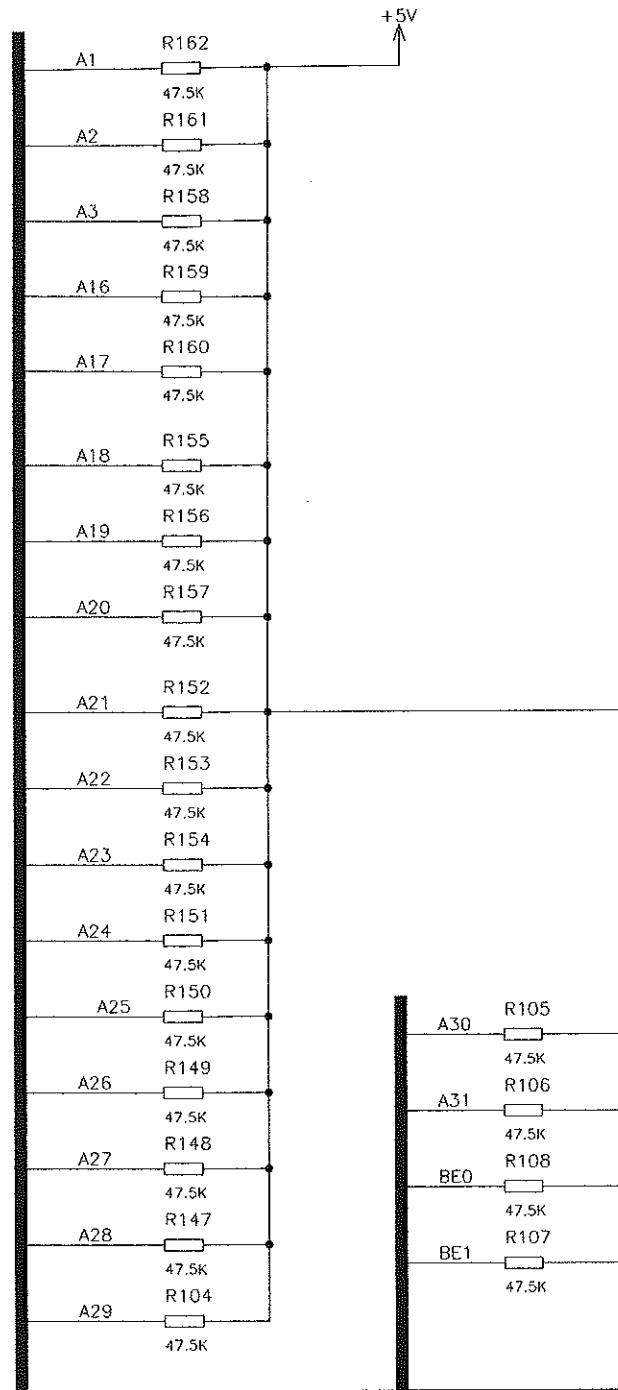 +5V
R162
A1
47.5K
R161
A2
47.5K
R158
A3
47.5K
R159
A16
47.5K
R160
A17
47.5K
R155
A18
47.5K
R156
A19
47.5K
R157
A20
47.5K
R152
A21
47.5K
R153
A22
47.5K
R154
A23
47.5K
R151
A24
47.5K
R150
A25
47.5K
R149
A26
47.5K
R148
A27
47.5K
R147
A28
47.5K
R104
A29
47.5K
R105
A30
47.5K
R106
A31
47.5K
R108
BE0
47.5K
R107
BE1
47.5K